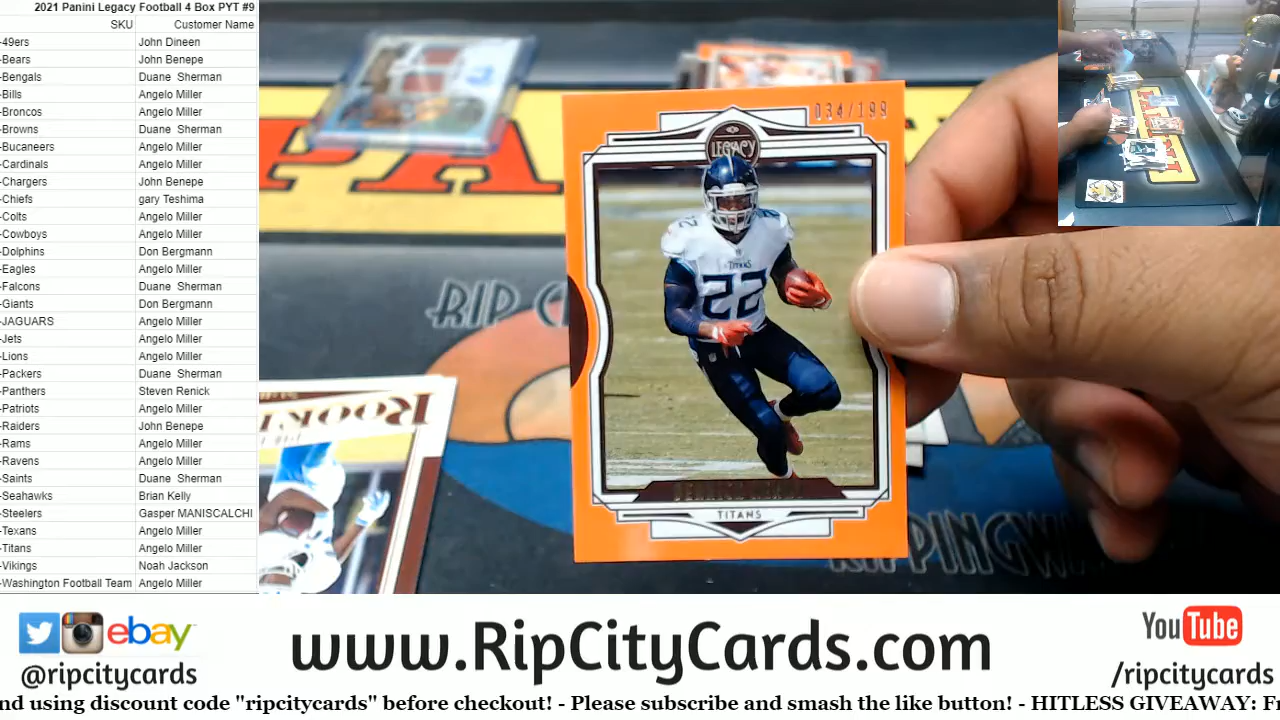 2021 Panini Legacy Football 4 Box PYT #9
SKU Customer Name
-49ers John Dineen
-Bears John Benepe
-Bengals Duane Sherman
-Bills Angelo Miller
-Broncos Angelo Miller
-Browns Duane Sherman
-Bucaneers Angelo Miller
-Cardinals Angelo Miller
-Chargers John Benepe
-Chiefs gary Teshima
-Colts Angelo Miller
-Cowboys Angelo Miller
-Dolphins Don Bergmann
-Eagles Angelo Miller
-Falcons Duane Sherman
-Giants Don Bergmann
-JAGUARS Angelo Miller
-Jets Angelo Miller
-Lions Angelo Miller
-Packers Duane Sherman
-Panthers Steven Renick
-Patriots Angelo Miller
-Raiders John Benepe
-Rams Angelo Miller
-Ravens Angelo Miller
-Saints Duane Sherman
-Seahawks Brian Kelly
-Steelers Gasper MANISCALCHI
-Texans Angelo Miller
-Titans Angelo Miller
-Vikings Noah Jackson
-Washington Football Team Angelo Miller
034/199
LEGACY
TITANS
22
22
TITANS
RIP C
RIPPINGW
ROOKI
ebay
@ripcitycards
www.RipCityCards.com
YouTube
/ripcitycards
nd using discount code "ripcitycards" before checkout! - Please subscribe and smash the like button! - HITLESS GIVEAWAY: F